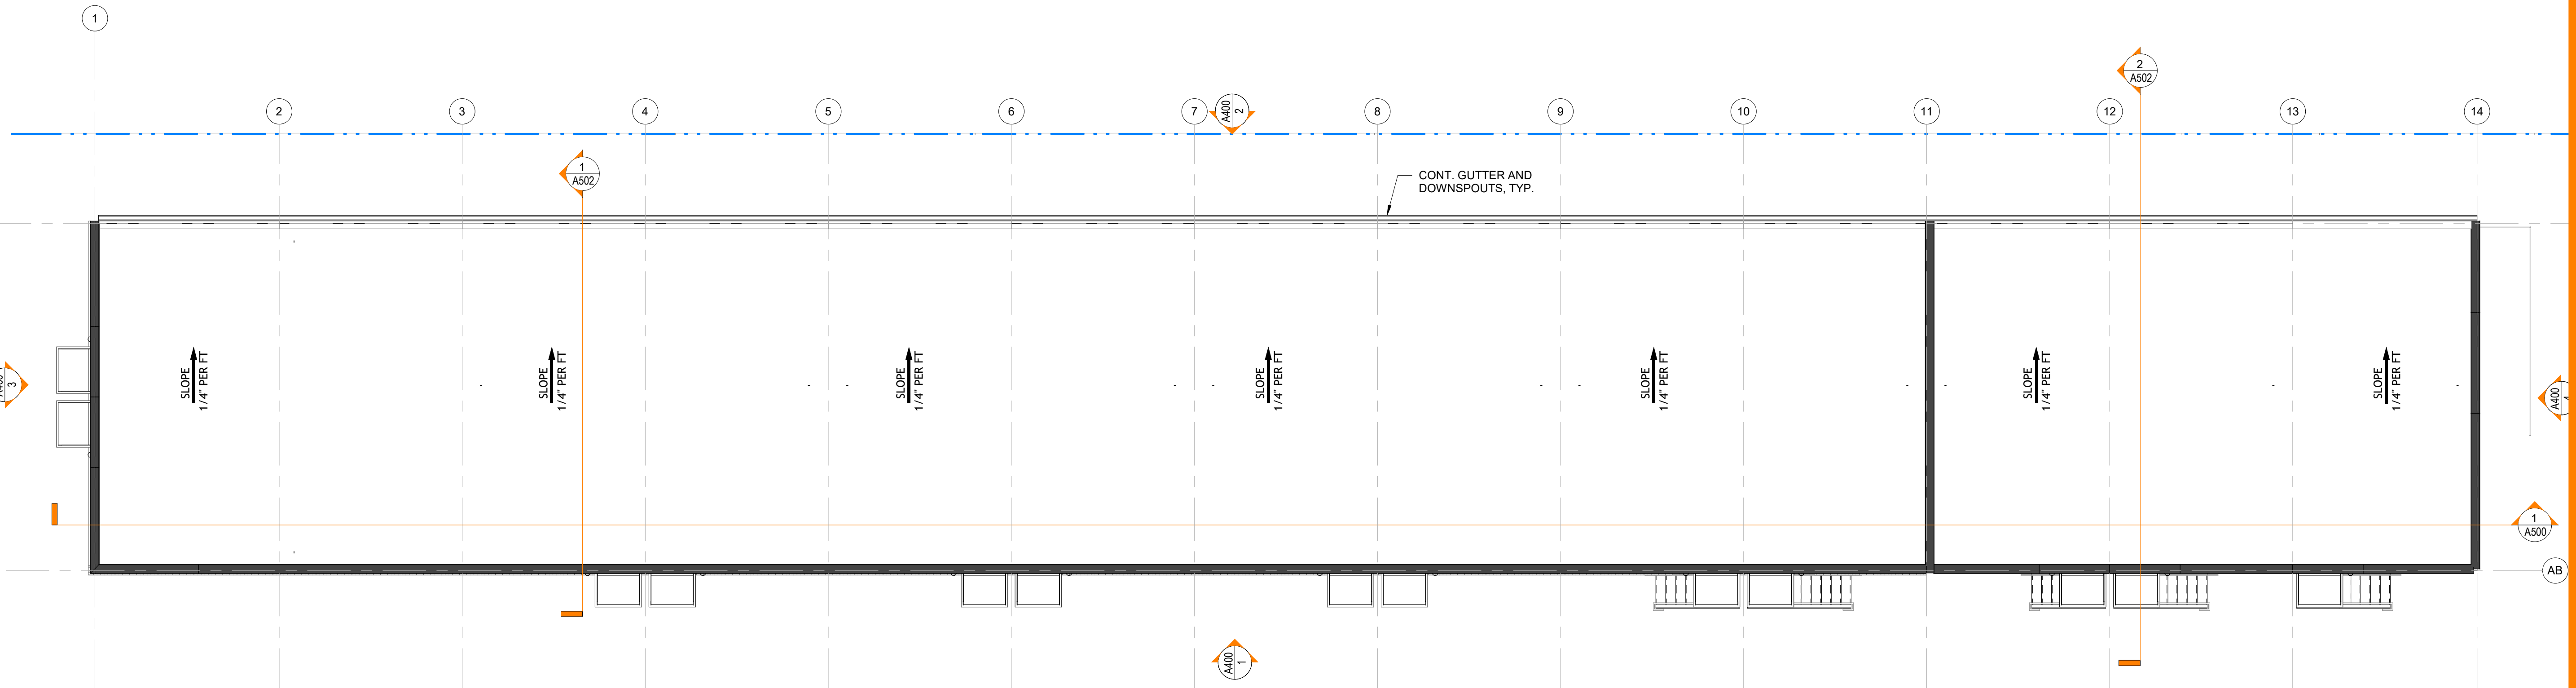 1
2
3
4
5
6
7
8
9
10
11
12
13
14
A400
2
2
A502
1
A502
CONT. GUTTER AND
DOWNSPOUTS, TYP.
SLOPE
1/4" PER FT
SLOPE
1/4" PER FT
SLOPE
1/4" PER FT
SLOPE
1/4" PER FT
SLOPE
1/4" PER FT
SLOPE
1/4" PER FT
SLOPE
1/4" PER FT
3
A400
1
A500
AB
A400
1